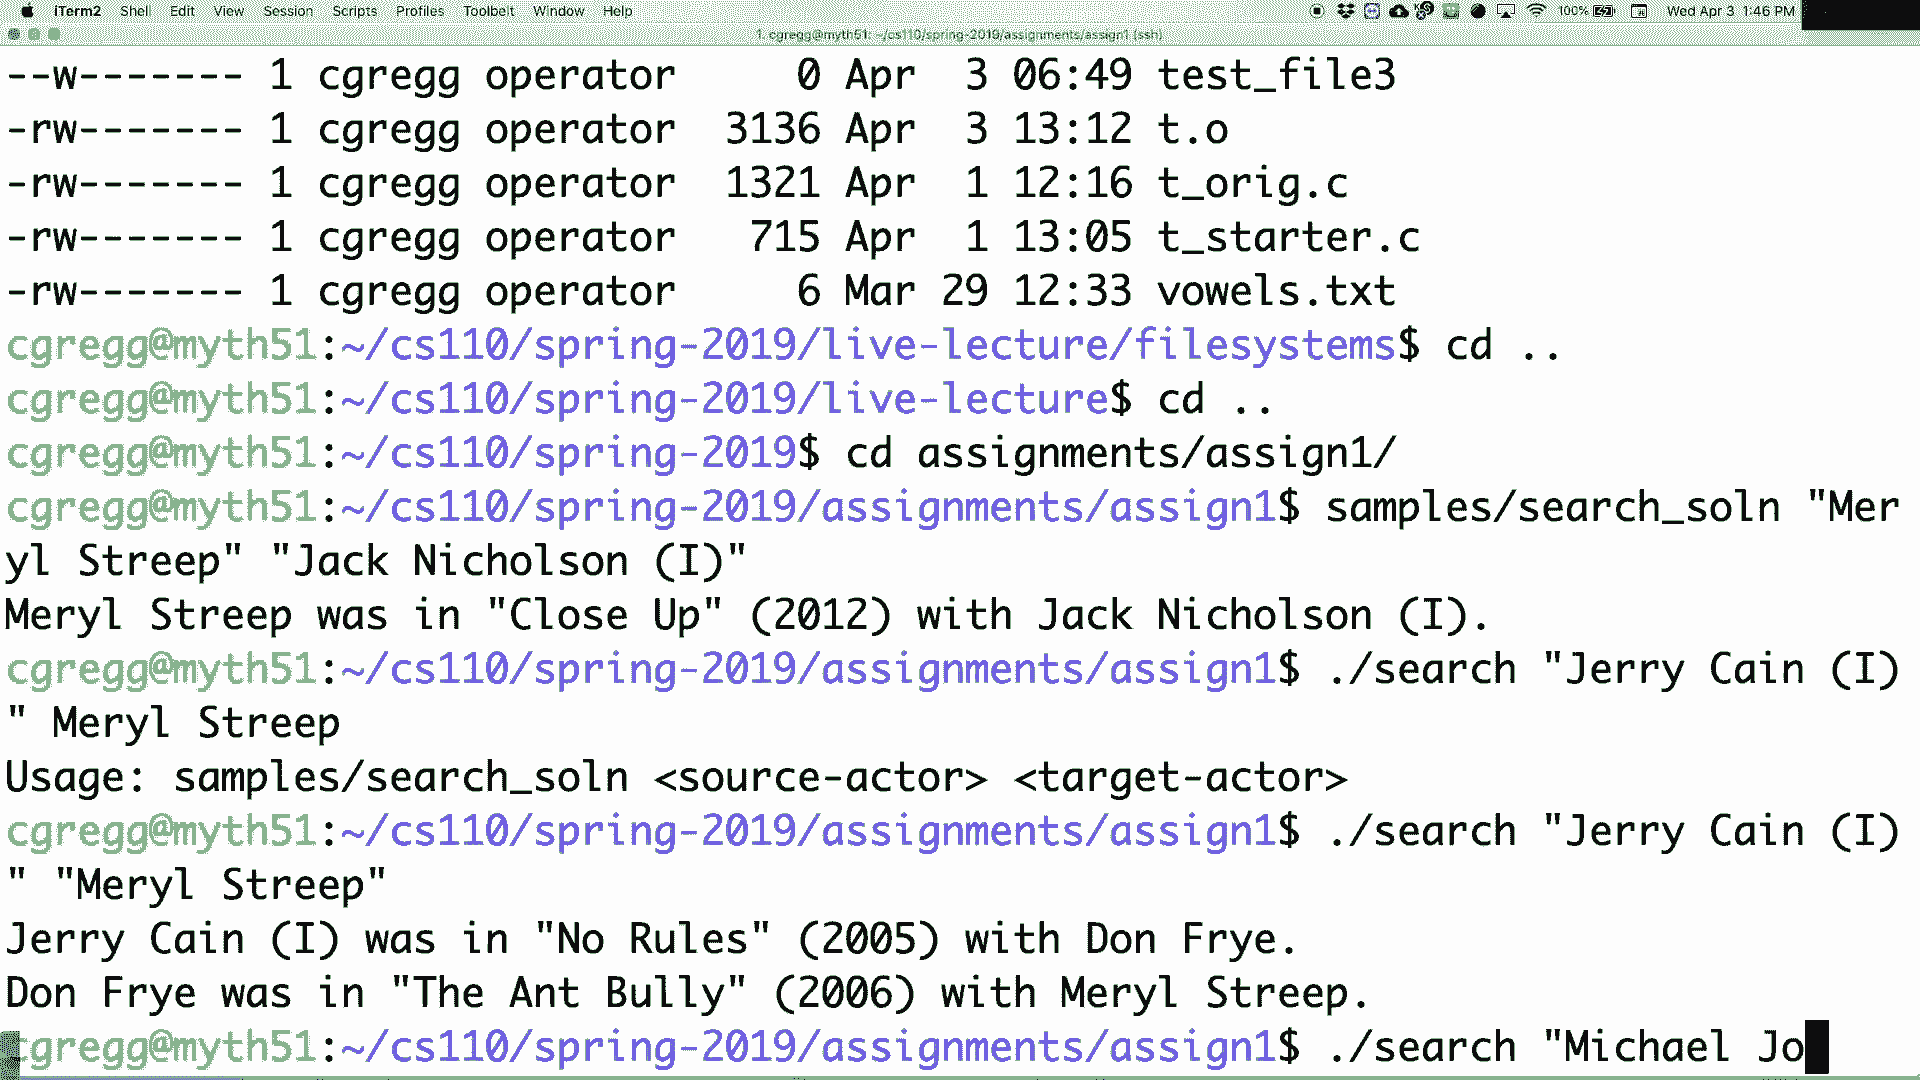 iTerm2 Shell Edit View Session Scripts Profiles Toolbelt Window Help 100% Wed Apr 3 1:46 PM
1. cgregg@myth51: ~/cs110/spring-2019/assignments/assign1 (ssh)
--w------- 1 cgregg operator 0 Apr 3 06:49 test_file3
-rw------- 1 cgregg operator 3136 Apr 3 13:12 t.o
-rw------- 1 cgregg operator 1321 Apr 1 12:16 t_orig.c
-rw------- 1 cgregg operator 715 Apr 1 13:05 t_starter.c
-rw------- 1 cgregg operator 6 Mar 29 12:33 vowels.txt
cgregg@myth51:~/cs110/spring-2019/live-lecture/filesystems$ cd ..
cgregg@myth51:~/cs110/spring-2019/live-lecture$ cd ..
cgregg@myth51:~/cs110/spring-2019$ cd assignments/assign1/
cgregg@myth51:~/cs110/spring-2019/assignments/assign1$ samples/search_soln "Mer
yl Streep" "Jack Nicholson (I)"
Meryl Streep was in "Close Up" (2012) with Jack Nicholson (I).
cgregg@myth51:~/cs110/spring-2019/assignments/assign1$ ./search "Jerry Cain (I)
" Meryl Streep
Usage: samples/search_soln <source-actor> <target-actor>
cgregg@myth51:~/cs110/spring-2019/assignments/assign1$ ./search "Jerry Cain (I)
" "Meryl Streep"
Jerry Cain (I) was in "No Rules" (2005) with Don Frye.
Don Frye was in "The Ant Bully" (2006) with Meryl Streep.
cgregg@myth51:~/cs110/spring-2019/assignments/assign1$ ./search "Michael Jo